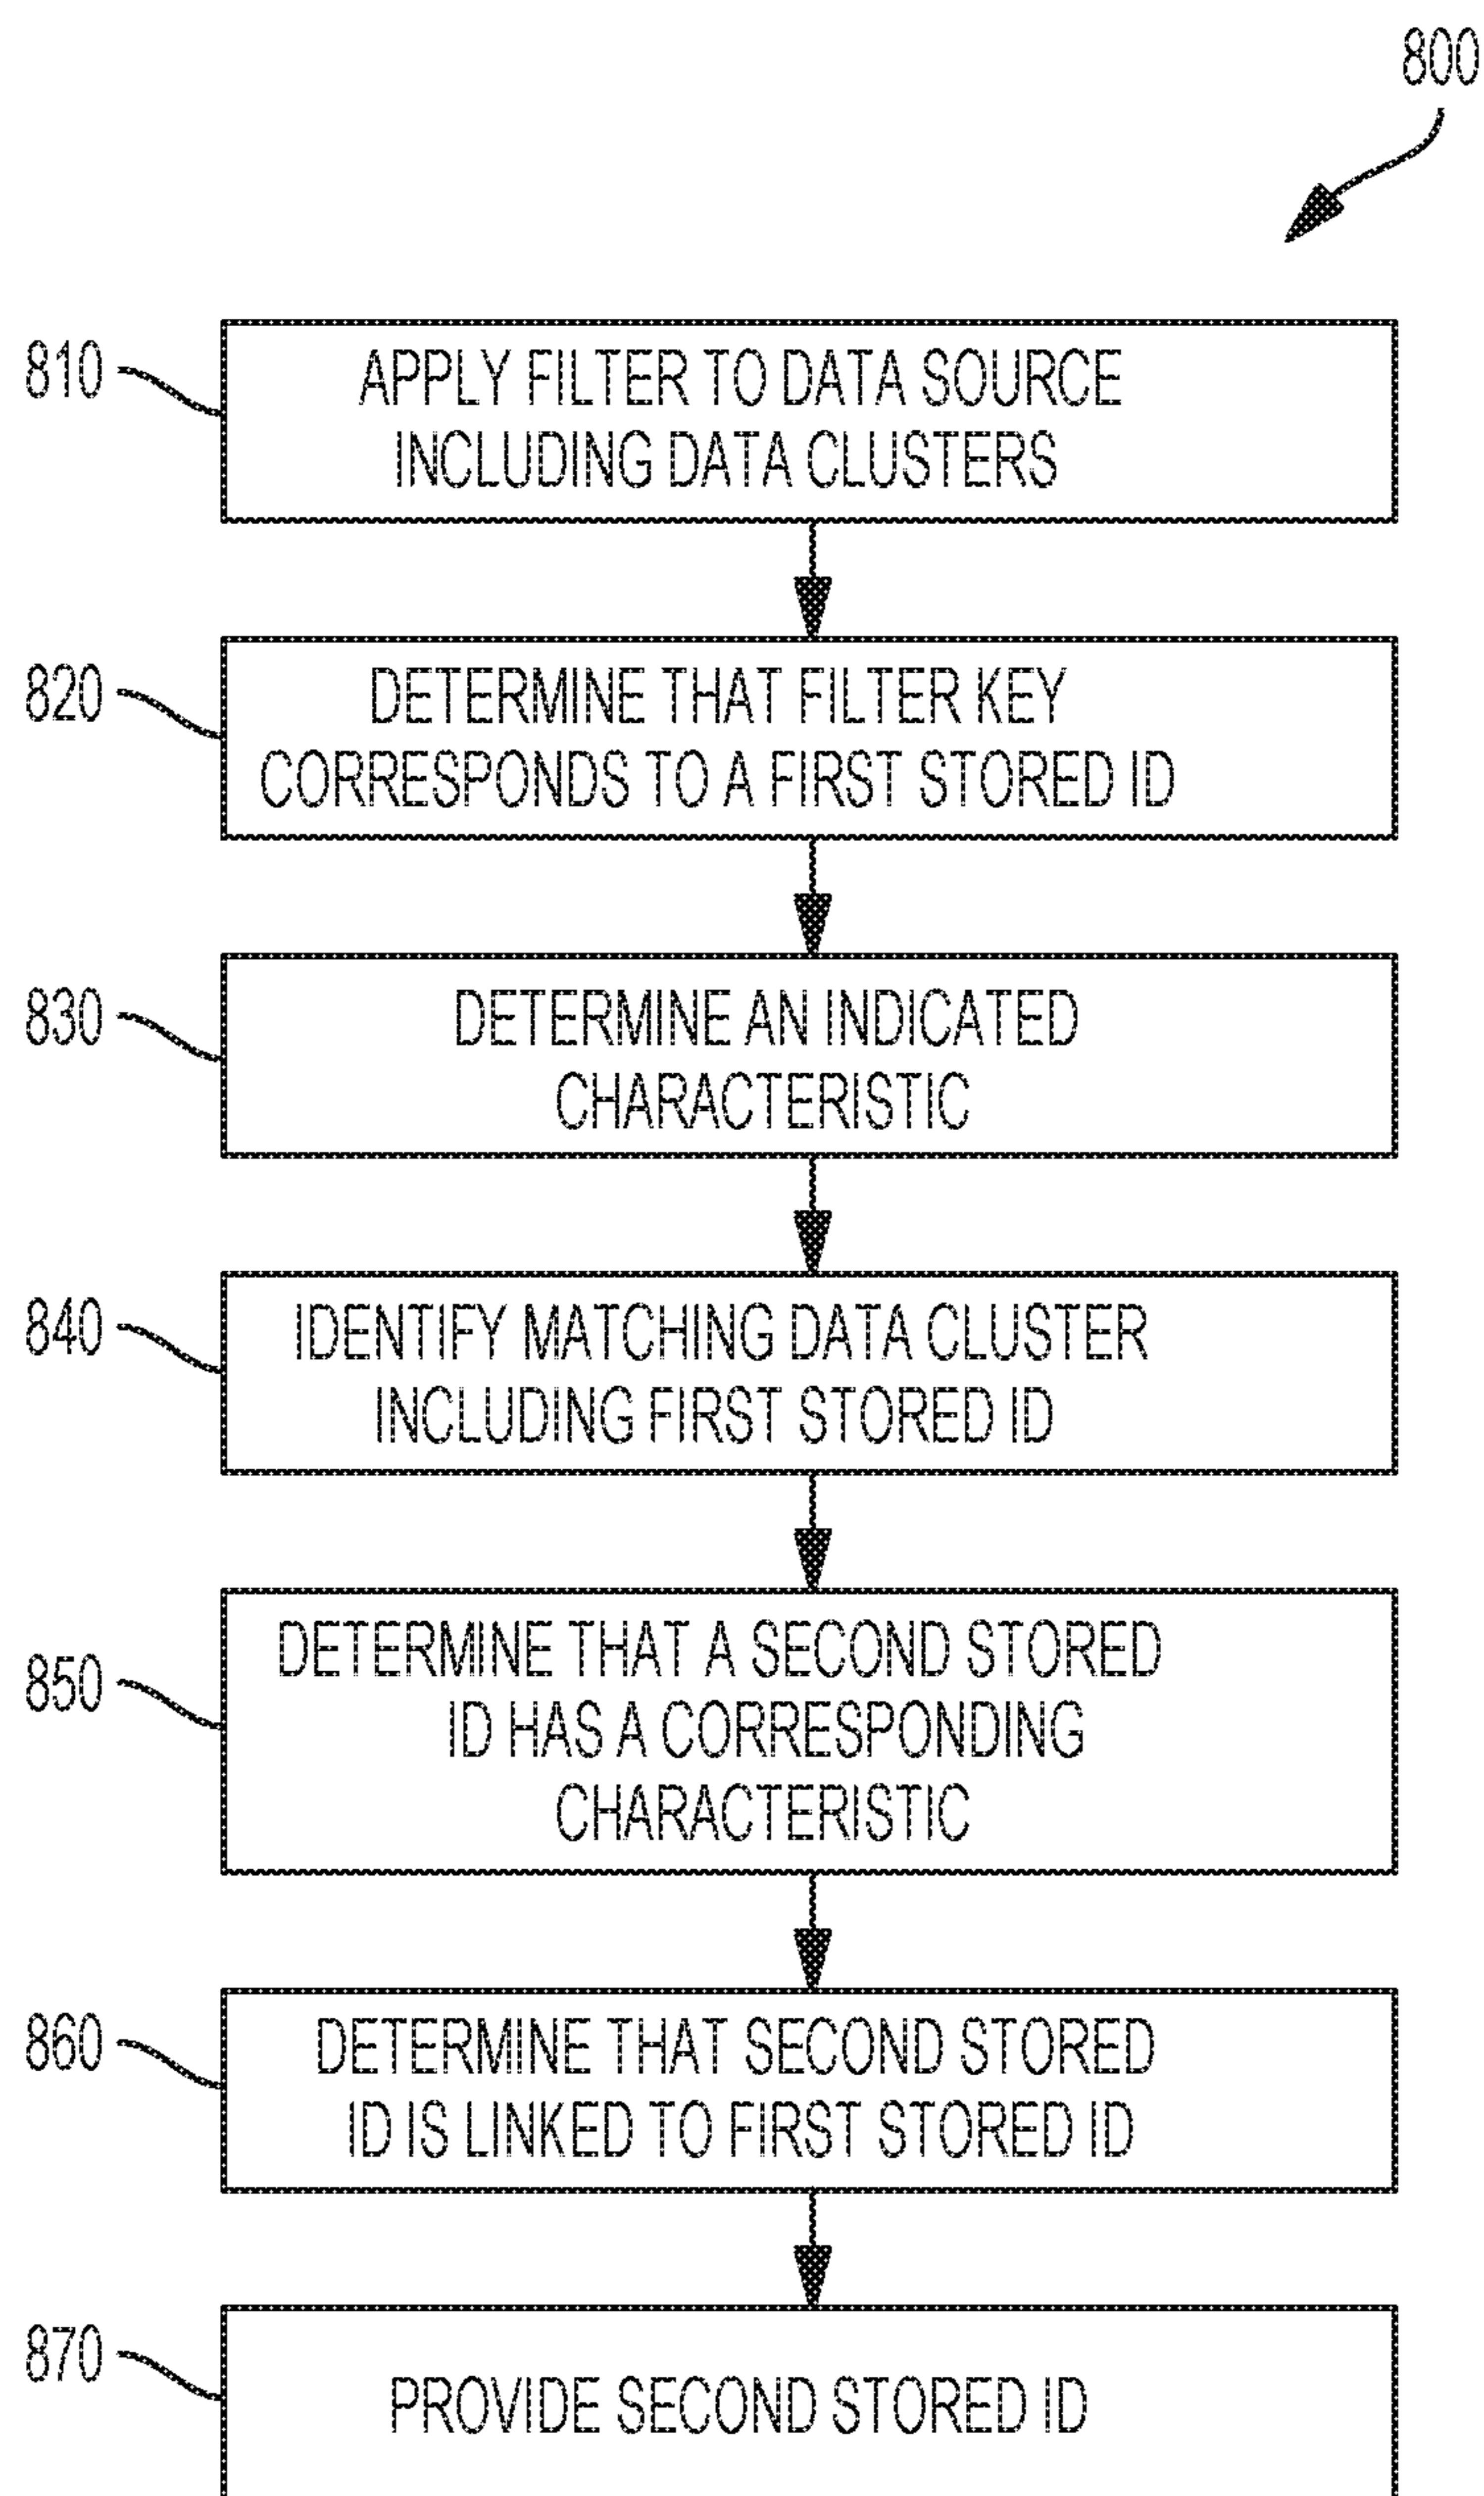 800
810
APPLY FILTER TO DATA SOURCE
INCLUDING DATA CLUSTERS
820
DETERMINE THAT FILTER KEY
CORRESPONDS TO A FIRST STORED ID
830
DETERMINE AN INDICATED
CHARACTERISTIC
840
IDENTIFY MATCHING DATA CLUSTER
INCLUDING FIRST STORED ID
850
DETERMINE THAT A SECOND STORED
ID HAS A CORRESPONDING
CHARACTERISTIC
860
DETERMINE THAT SECOND STORED
ID IS LINKED TO FIRST STORED ID
870
PROVIDE SECOND STORED ID